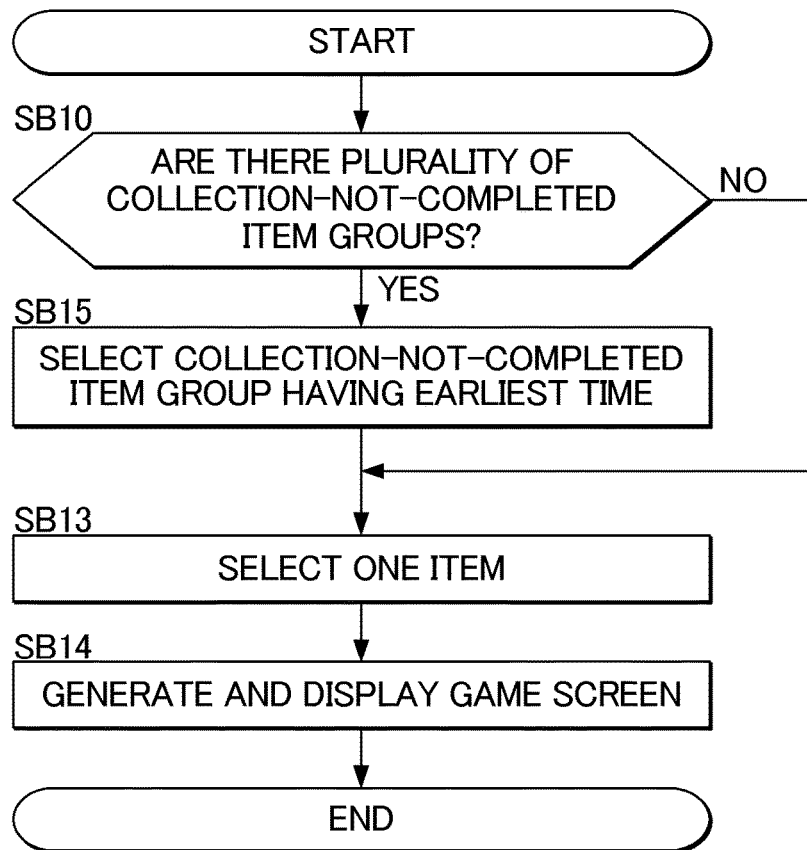 START
SB10
ARE THERE PLURALITY OF
COLLECTION-NOT-COMPLETED
ITEM GROUPS?
NO
YES
SB15
SELECT COLLECTION-NOT-COMPLETED
ITEM GROUP HAVING EARLIEST TIME
SB13
SELECT ONE ITEM
SB14
GENERATE AND DISPLAY GAME SCREEN
END